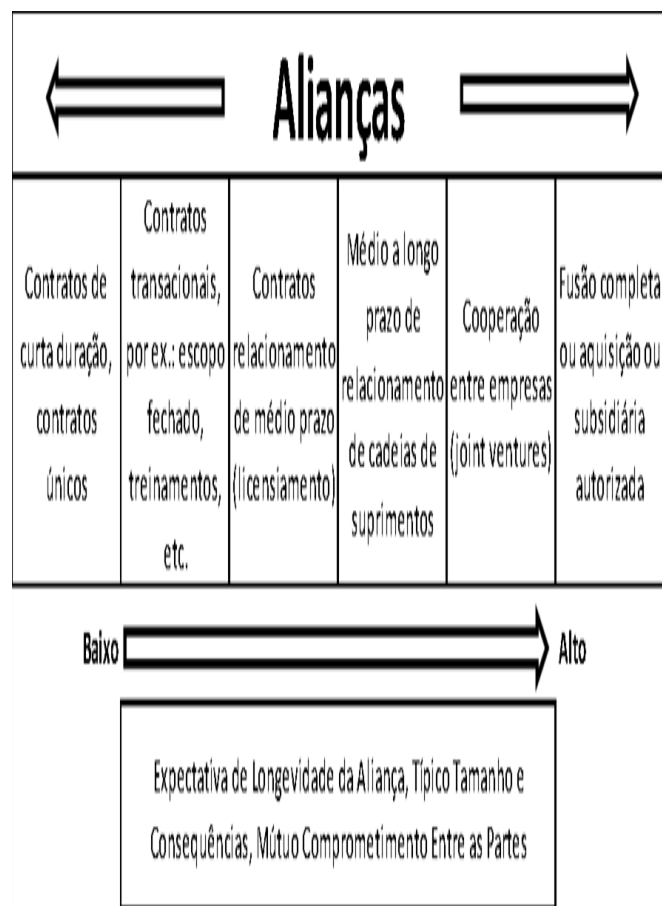 Alianças
Contratos de
curta duração,
contratos
únicos
Contratos
transacionais,
por ex.: escopo
fechado,
treinamentos,
etc.
Contratos
relacionamento
de médio prazo
(licensiamento)
Médio a longo
prazo de
relacionamento
de cadeias de
suprimentos
Cooperação
entre empresas
(joint ventures)
Fusão completa
ou aquisição ou
subsidiária
autorizada
Baixo
Alto
Expectativa de Longevidade da Aliança, Típico Tamanho e
Consequências, Mútuo Comprometimento Entre as Partes